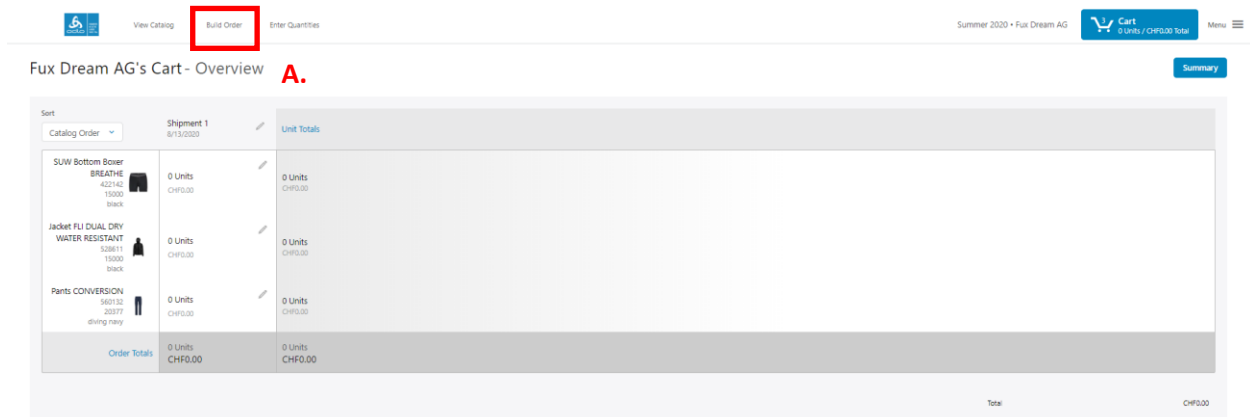 odlo
View Catalog
Build Order
Enter Quantities
Summer 2020 • Fux Dream AG
3
Cart
0 Units / CHF0.00 Total
Menu
Fux Dream AG's Cart - Overview
A.
Summary
Sort
Catalog Order
Shipment 1
8/13/2020
Unit Totals
SUW Bottom Boxer
BREATHE
422142
15000
black
0 Units
CHF0.00
0 Units
CHF0.00
Jacket FLI DUAL DRY
WATER RESISTANT
528611
15000
black
0 Units
CHF0.00
0 Units
CHF0.00
Pants CONVERSION
560132
20377
diving navy
0 Units
CHF0.00
0 Units
CHF0.00
Order Totals
0 Units
CHF0.00
0 Units
CHF0.00
Total
CHF0.00